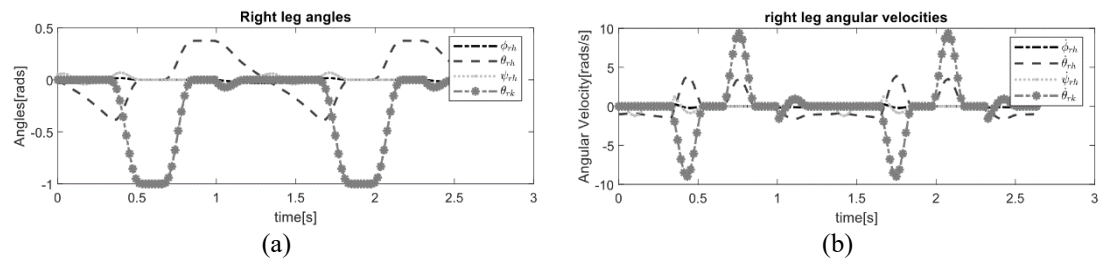 Right leg angles
0.5
0
-0.5
-1
Angles[rads]
ϕrh
θrh
ψrh
θrk
0 0.5 1 1.5 2 2.5 3
time[s]
(a)
right leg angular velocities
10
5
0
-5
-10
Angular Velocity[rads/s]
ϕ̇rh
θ̇rh
ψ̇rh
θ̇rk
0 0.5 1 1.5 2 2.5 3
time[s]
(b)